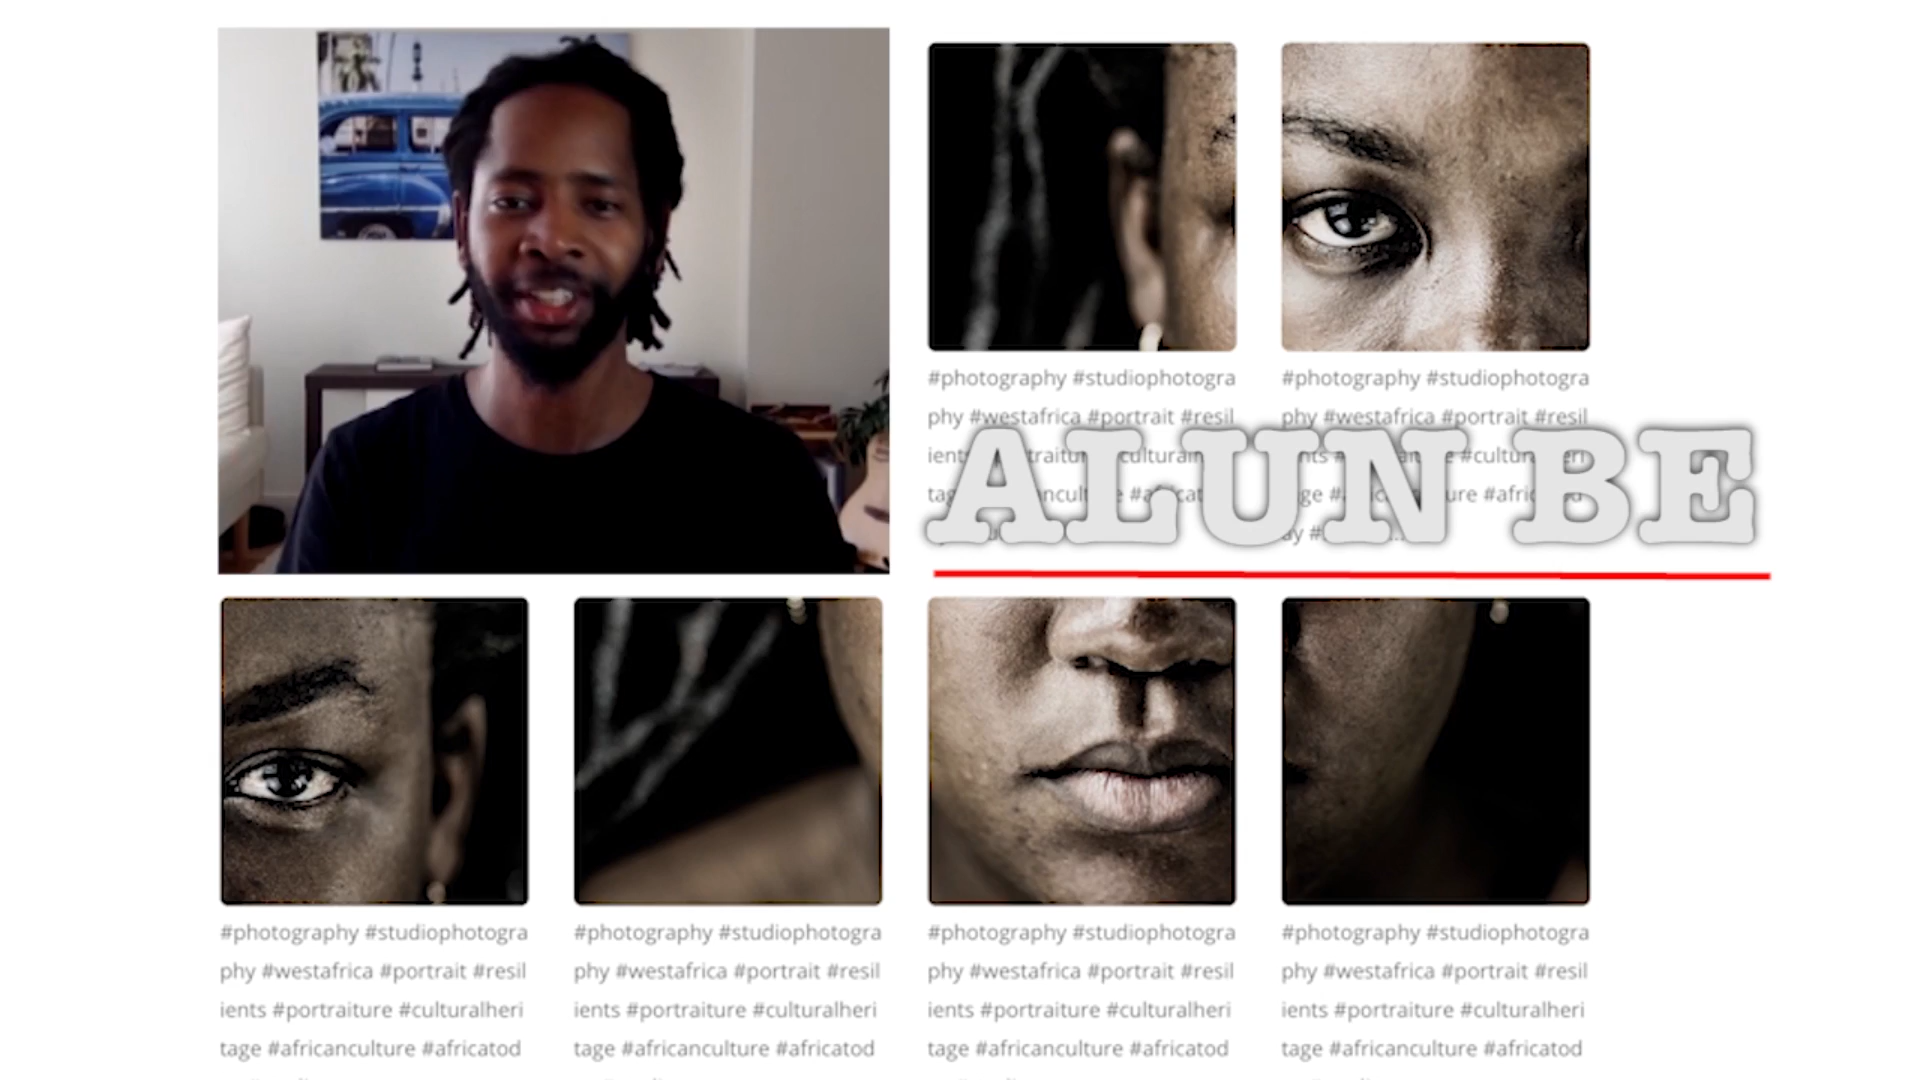 #photography #studiophotogra
phy #westafrica #portrait #resil
#photography #studiophotogra
phy #westafrica #portrait #resil
ALUN BE
#photography #studiophotogra
phy #westafrica #portrait #resil
ients #portraiture #culturalheri
tage #africanculture #africatod
#photography #studiophotogra
phy #westafrica #portrait #resil
ients #portraiture #culturalheri
tage #africanculture #africatod
#photography #studiophotogra
phy #westafrica #portrait #resil
ients #portraiture #culturalheri
tage #africanculture #africatod
#photography #studiophotogra
phy #westafrica #portrait #resil
ients #portraiture #culturalheri
tage #africanculture #africatod